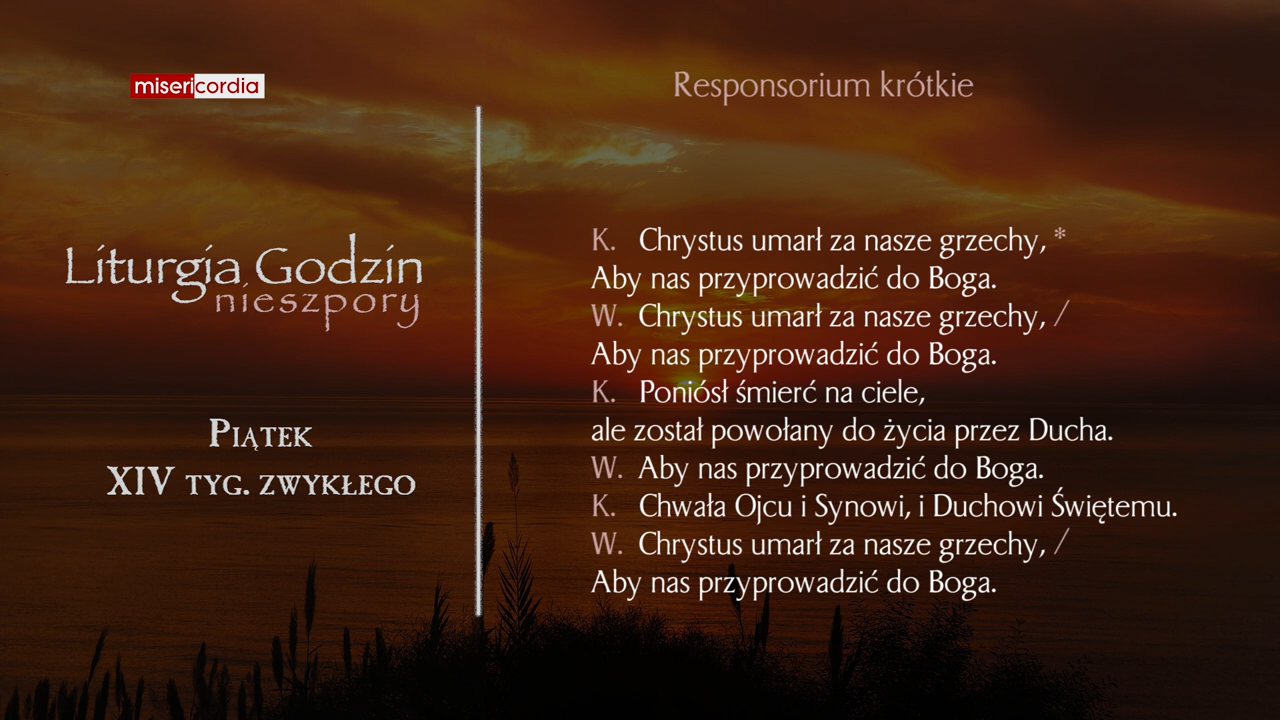 misericordia
Responsorium krótkie
Liturgia Godzin
nieszpory
Piątek
XIV tyg. zwykłego
K. Chrystus umarł za nasze grzechy, *
Aby nas przyprowadzić do Boga.
W. Chrystus umarł za nasze grzechy, /
Aby nas przyprowadzić do Boga.
K. Poniósł śmierć na ciele,
ale został powołany do życia przez Ducha.
W. Aby nas przyprowadzić do Boga.
K. Chwała Ojcu i Synowi, i Duchowi Świętemu.
W. Chrystus umarł za nasze grzechy, /
Aby nas przyprowadzić do Boga.